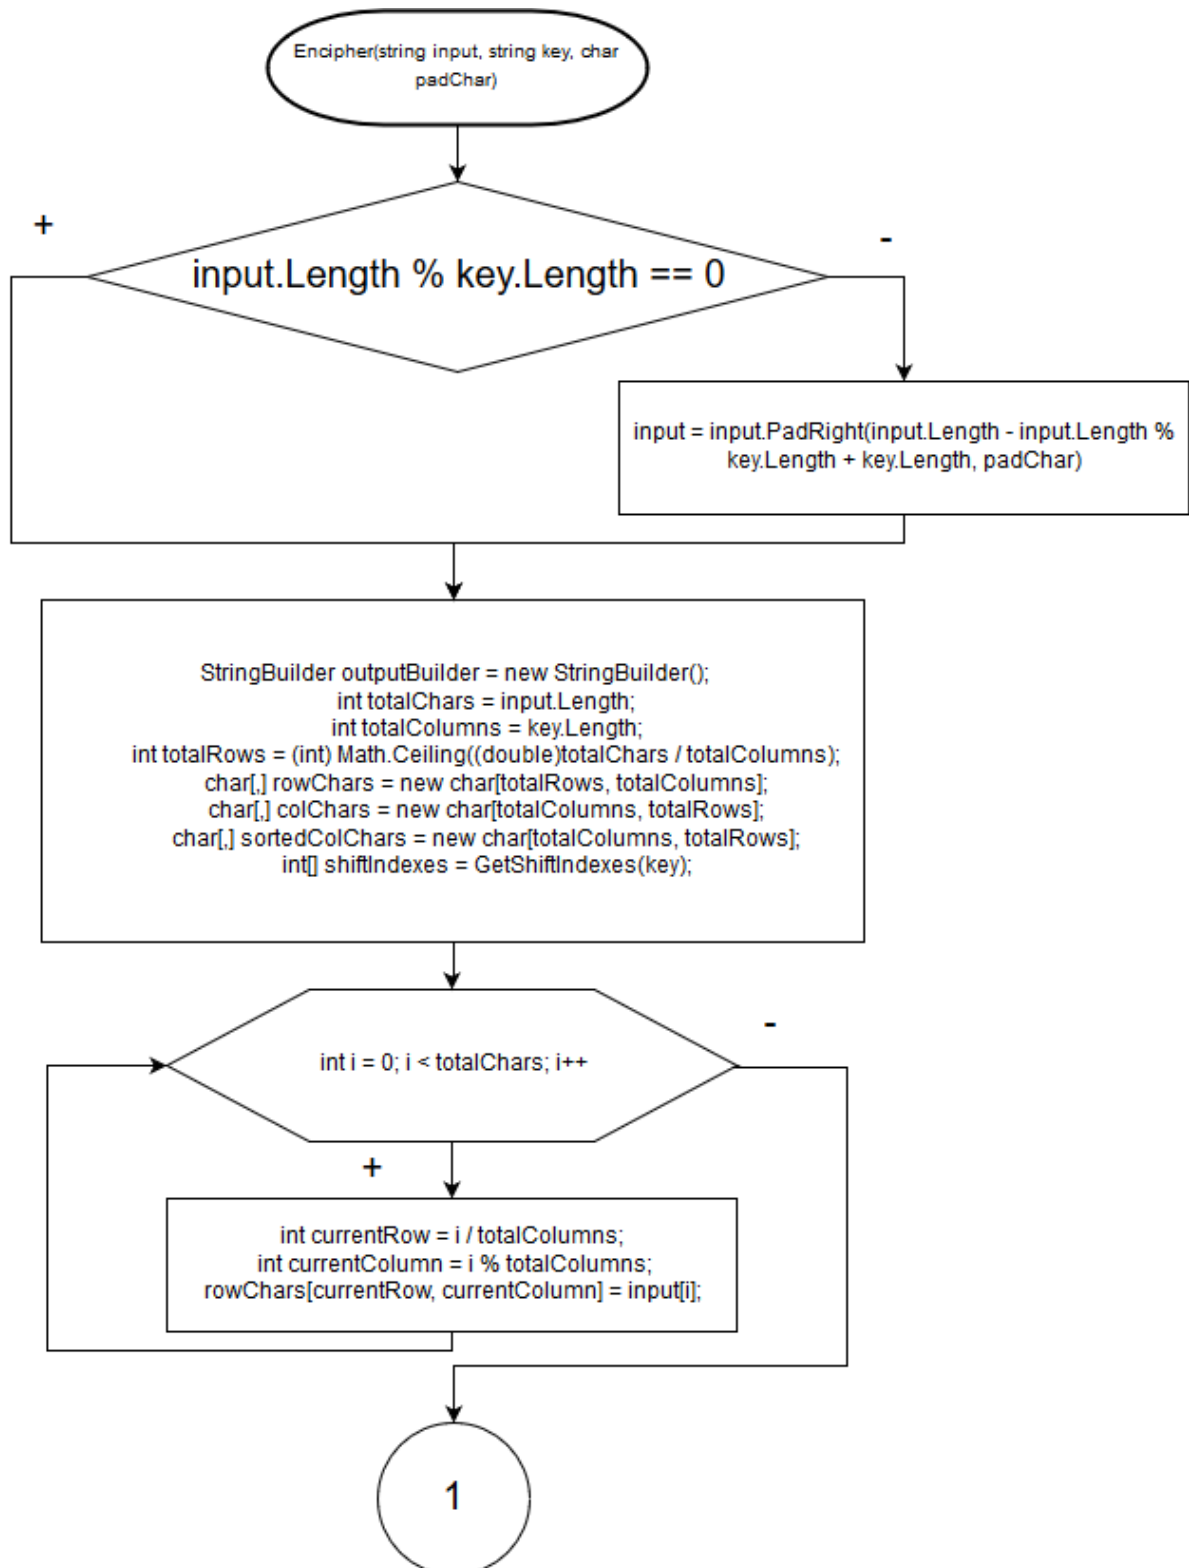 Encipher(string input, string key, char
padChar)
+
-
input.Length % key.Length == 0
input = input.PadRight(input.Length - input.Length %
key.Length + key.Length, padChar)
StringBuilder outputBuilder = new StringBuilder();
int totalChars = input.Length;
int totalColumns = key.Length;
int totalRows = (int) Math.Ceiling((double)totalChars / totalColumns);
char[,] rowChars = new char[totalRows, totalColumns];
char[,] colChars = new char[totalColumns, totalRows];
char[,] sortedColChars = new char[totalColumns, totalRows];
int[] shiftIndexes = GetShiftIndexes(key);
-
int i = 0; i < totalChars; i++
+
int currentRow = i / totalColumns;
int currentColumn = i % totalColumns;
rowChars[currentRow, currentColumn] = input[i];
1